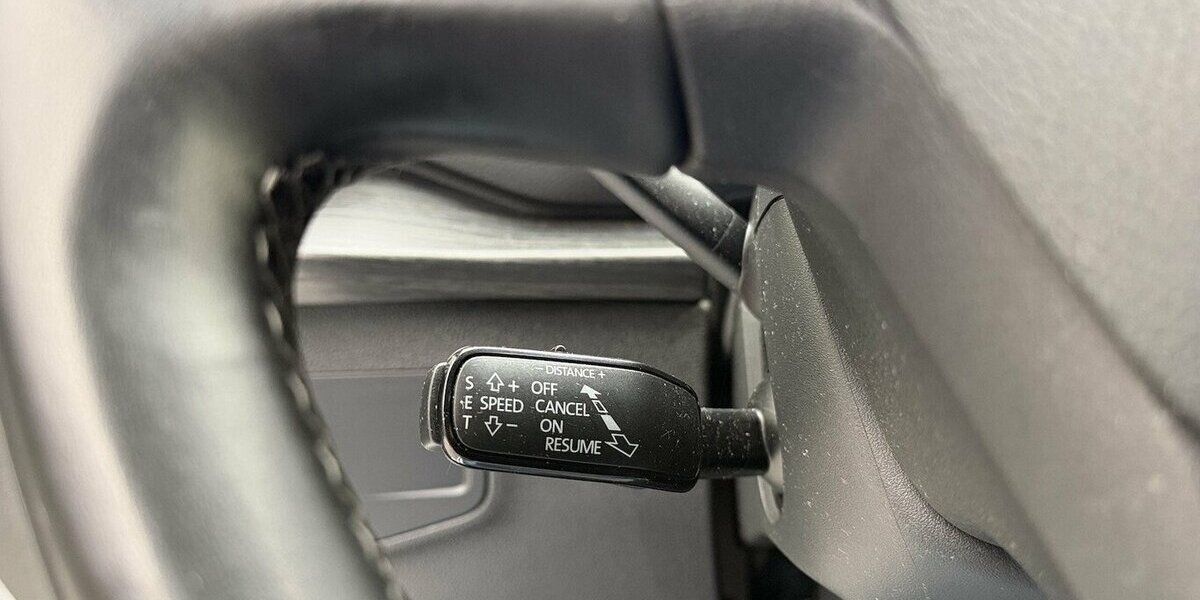 − DISTANCE +
S + OFF
E SPEED CANCEL
T − ON
RESUME